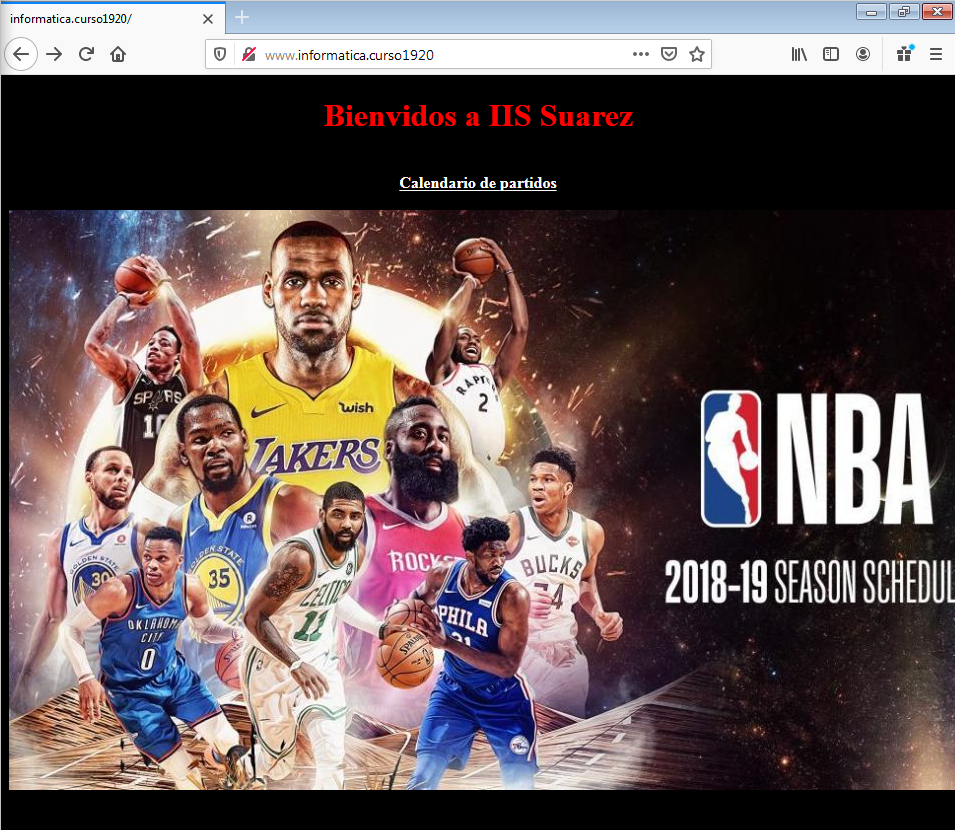 informatica.curso1920/
www.informatica.curso1920
Bienvidos a IIS Suarez
Calendario de partidos
wish
SPURS
10
RAPTORS
2
LAKERS
GOLDEN STATE
30
GOLDEN STATE
35
ROCKETS
BUCKS
34
OKLAHOMA
CITY
0
CELTICS
11
SPALDING
PHILA
21
NBA
2018-19 SEASON SCHEDUL